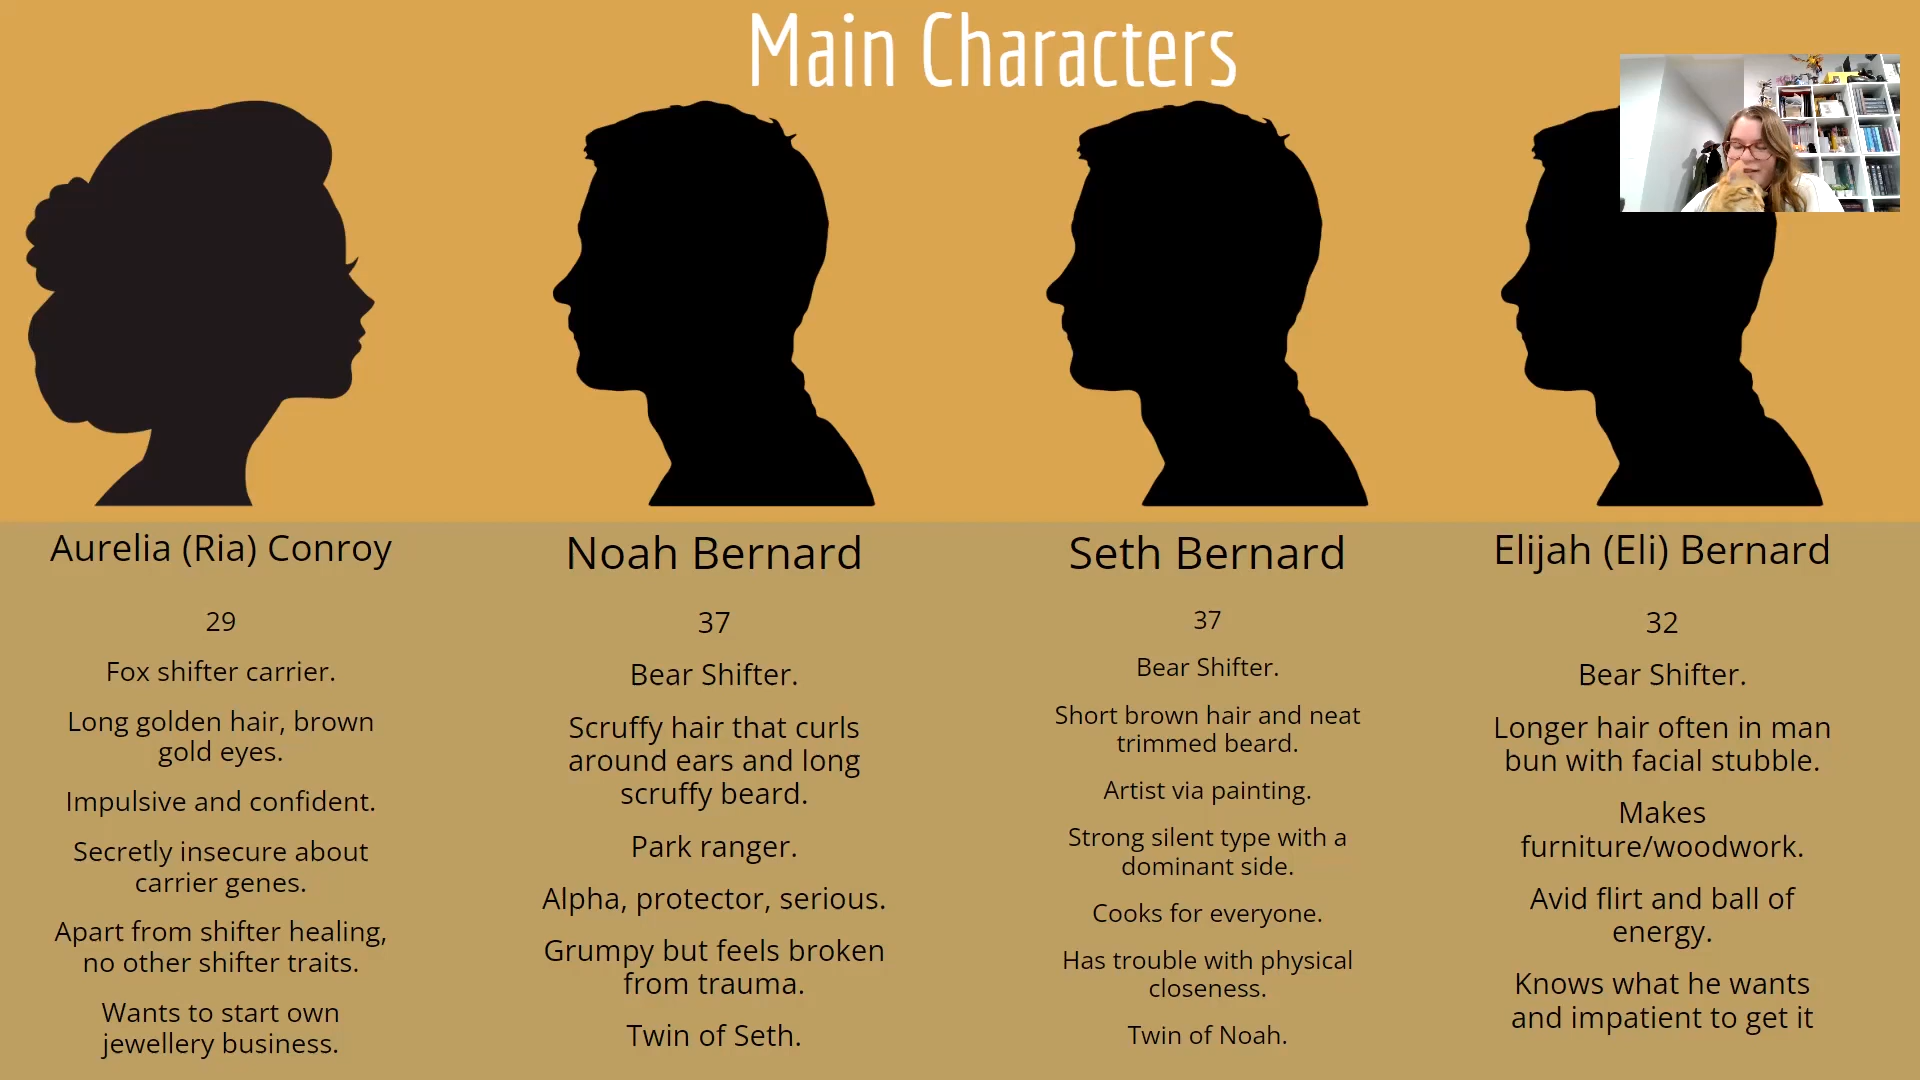 Main Characters
Aurelia (Ria) Conroy
29
Fox shifter carrier.
Long golden hair, brown
gold eyes.
Impulsive and confident.
Secretly insecure about
carrier genes.
Apart from shifter healing,
no other shifter traits.
Wants to start own
jewellery business.
Noah Bernard
37
Bear Shifter.
Scruffy hair that curls
around ears and long
scruffy beard.
Park ranger.
Alpha, protector, serious.
Grumpy but feels broken
from trauma.
Twin of Seth.
Seth Bernard
37
Bear Shifter.
Short brown hair and neat
trimmed beard.
Artist via painting.
Strong silent type with a
dominant side.
Cooks for everyone.
Has trouble with physical
closeness.
Twin of Noah.
Elijah (Eli) Bernard
32
Bear Shifter.
Longer hair often in man
bun with facial stubble.
Makes
furniture/woodwork.
Avid flirt and ball of
energy.
Knows what he wants
and impatient to get it